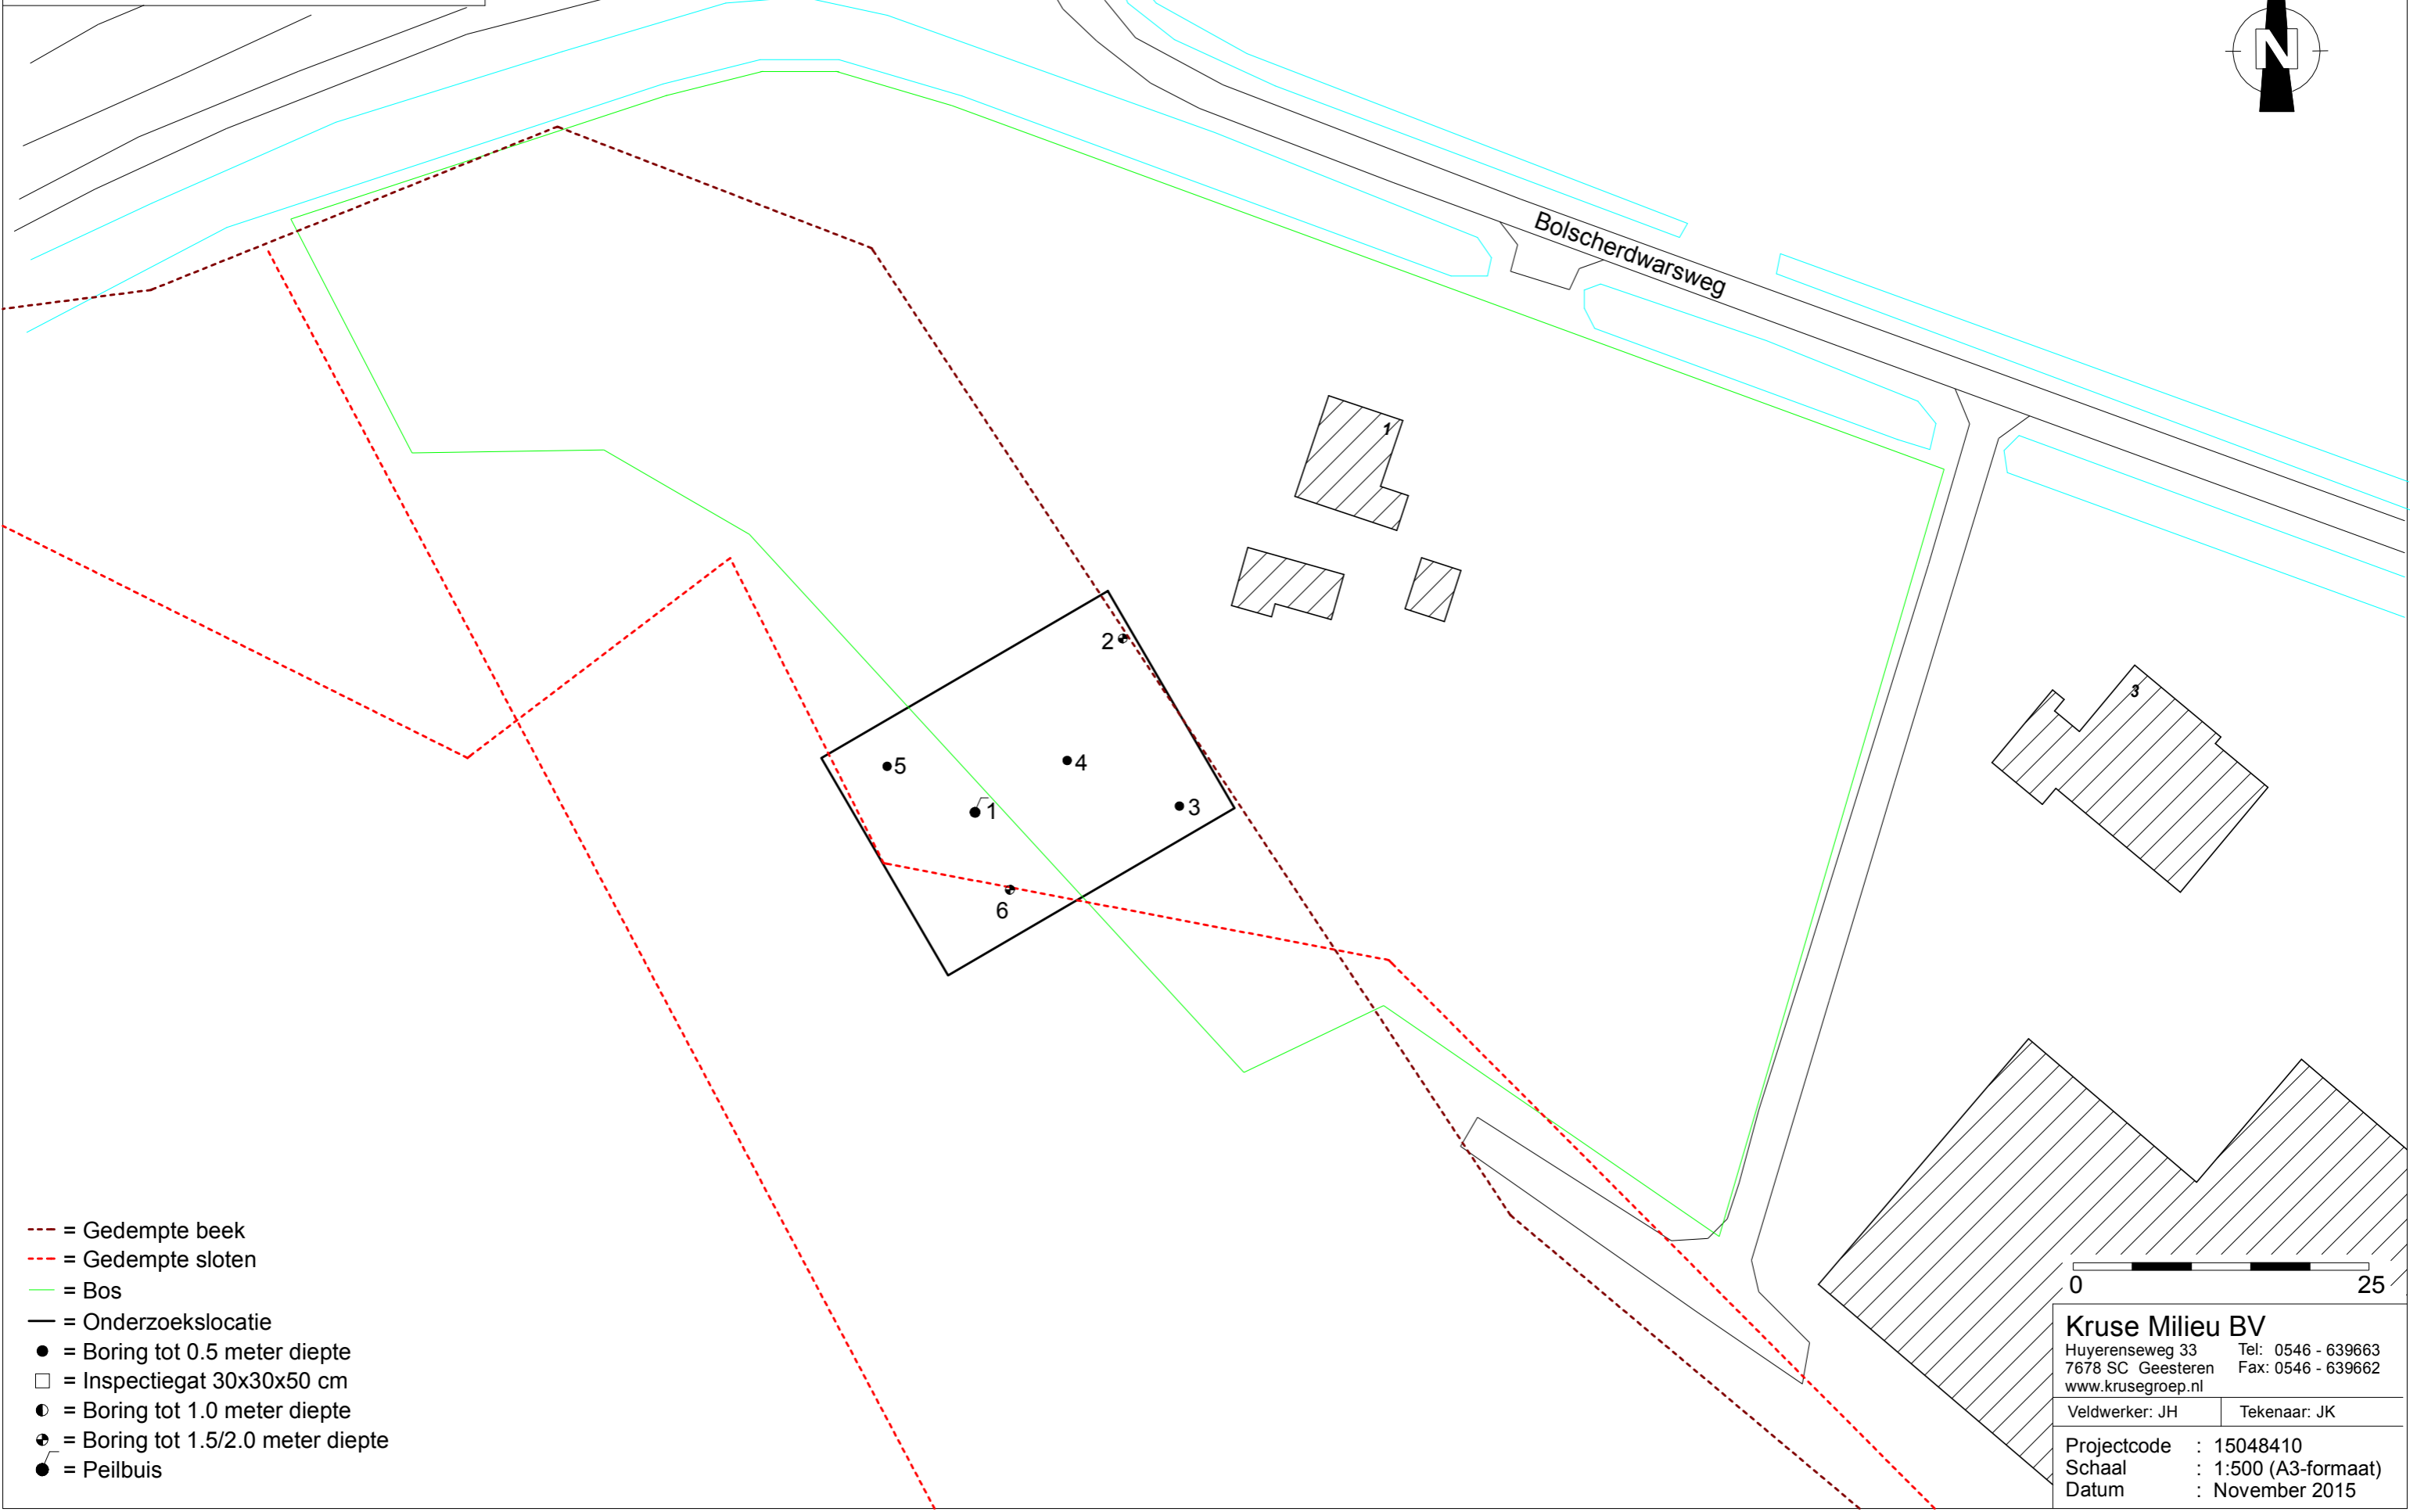 N
Bolscherdwarsweg
1
2
3
5
4
1
3
6
= Gedempte beek
= Gedempte sloten
= Bos
= Onderzoekslocatie
= Boring tot 0.5 meter diepte
= Inspectiegat 30x30x50 cm
= Boring tot 1.0 meter diepte
= Boring tot 1.5/2.0 meter diepte
= Peilbuis
0 25
Kruse Milieu BV
Huyerenseweg 33 Tel: 0546 - 639663
7678 SC Geesteren Fax: 0546 - 639662
www.krusegroep.nl
Veldwerker: JH Tekenaar: JK
Projectcode : 15048410
Schaal : 1:500 (A3-formaat)
Datum : November 2015